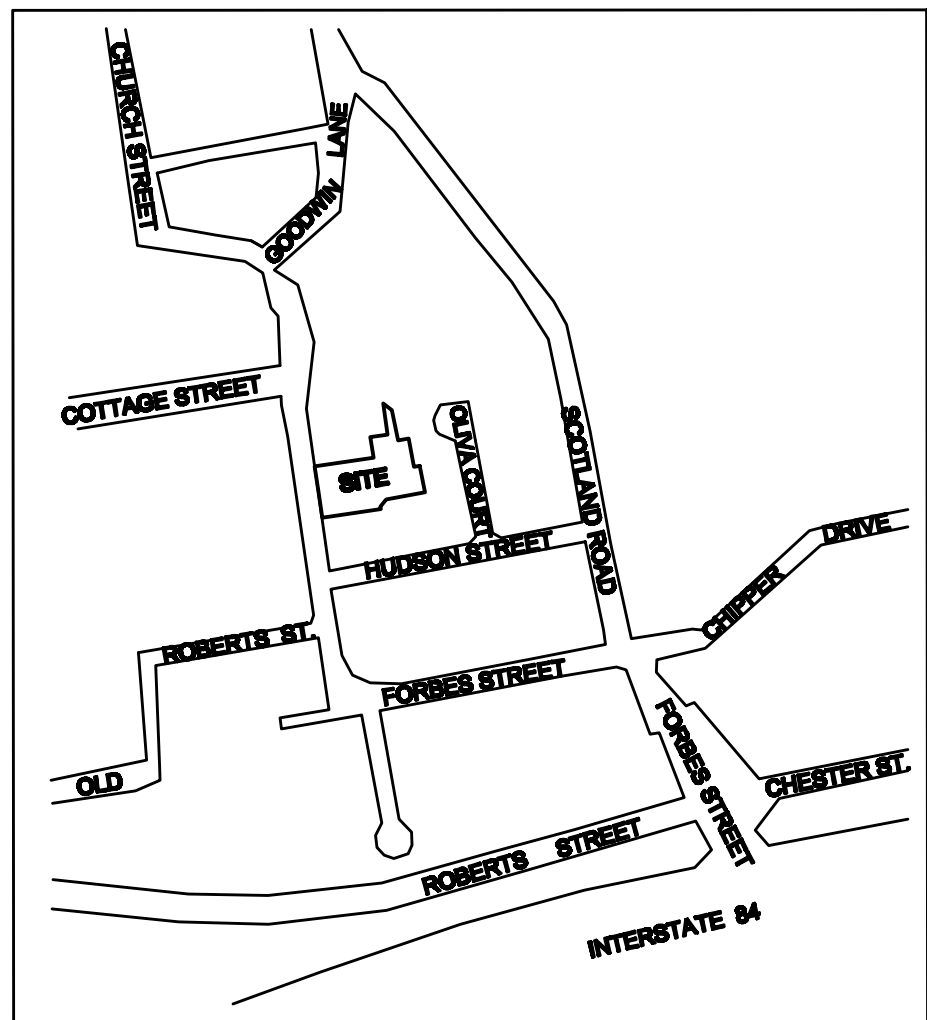 CHURCH STREET
GOODWIN LANE
COTTAGE STREET
SITE
OLIVA COURT
SCOTLAND ROAD
HUDSON STREET
CHIPPER DRIVE
OLD ROBERTS ST.
FORBES STREET
FORBES STREET
CHESTER ST.
ROBERTS STREET
INTERSTATE 84